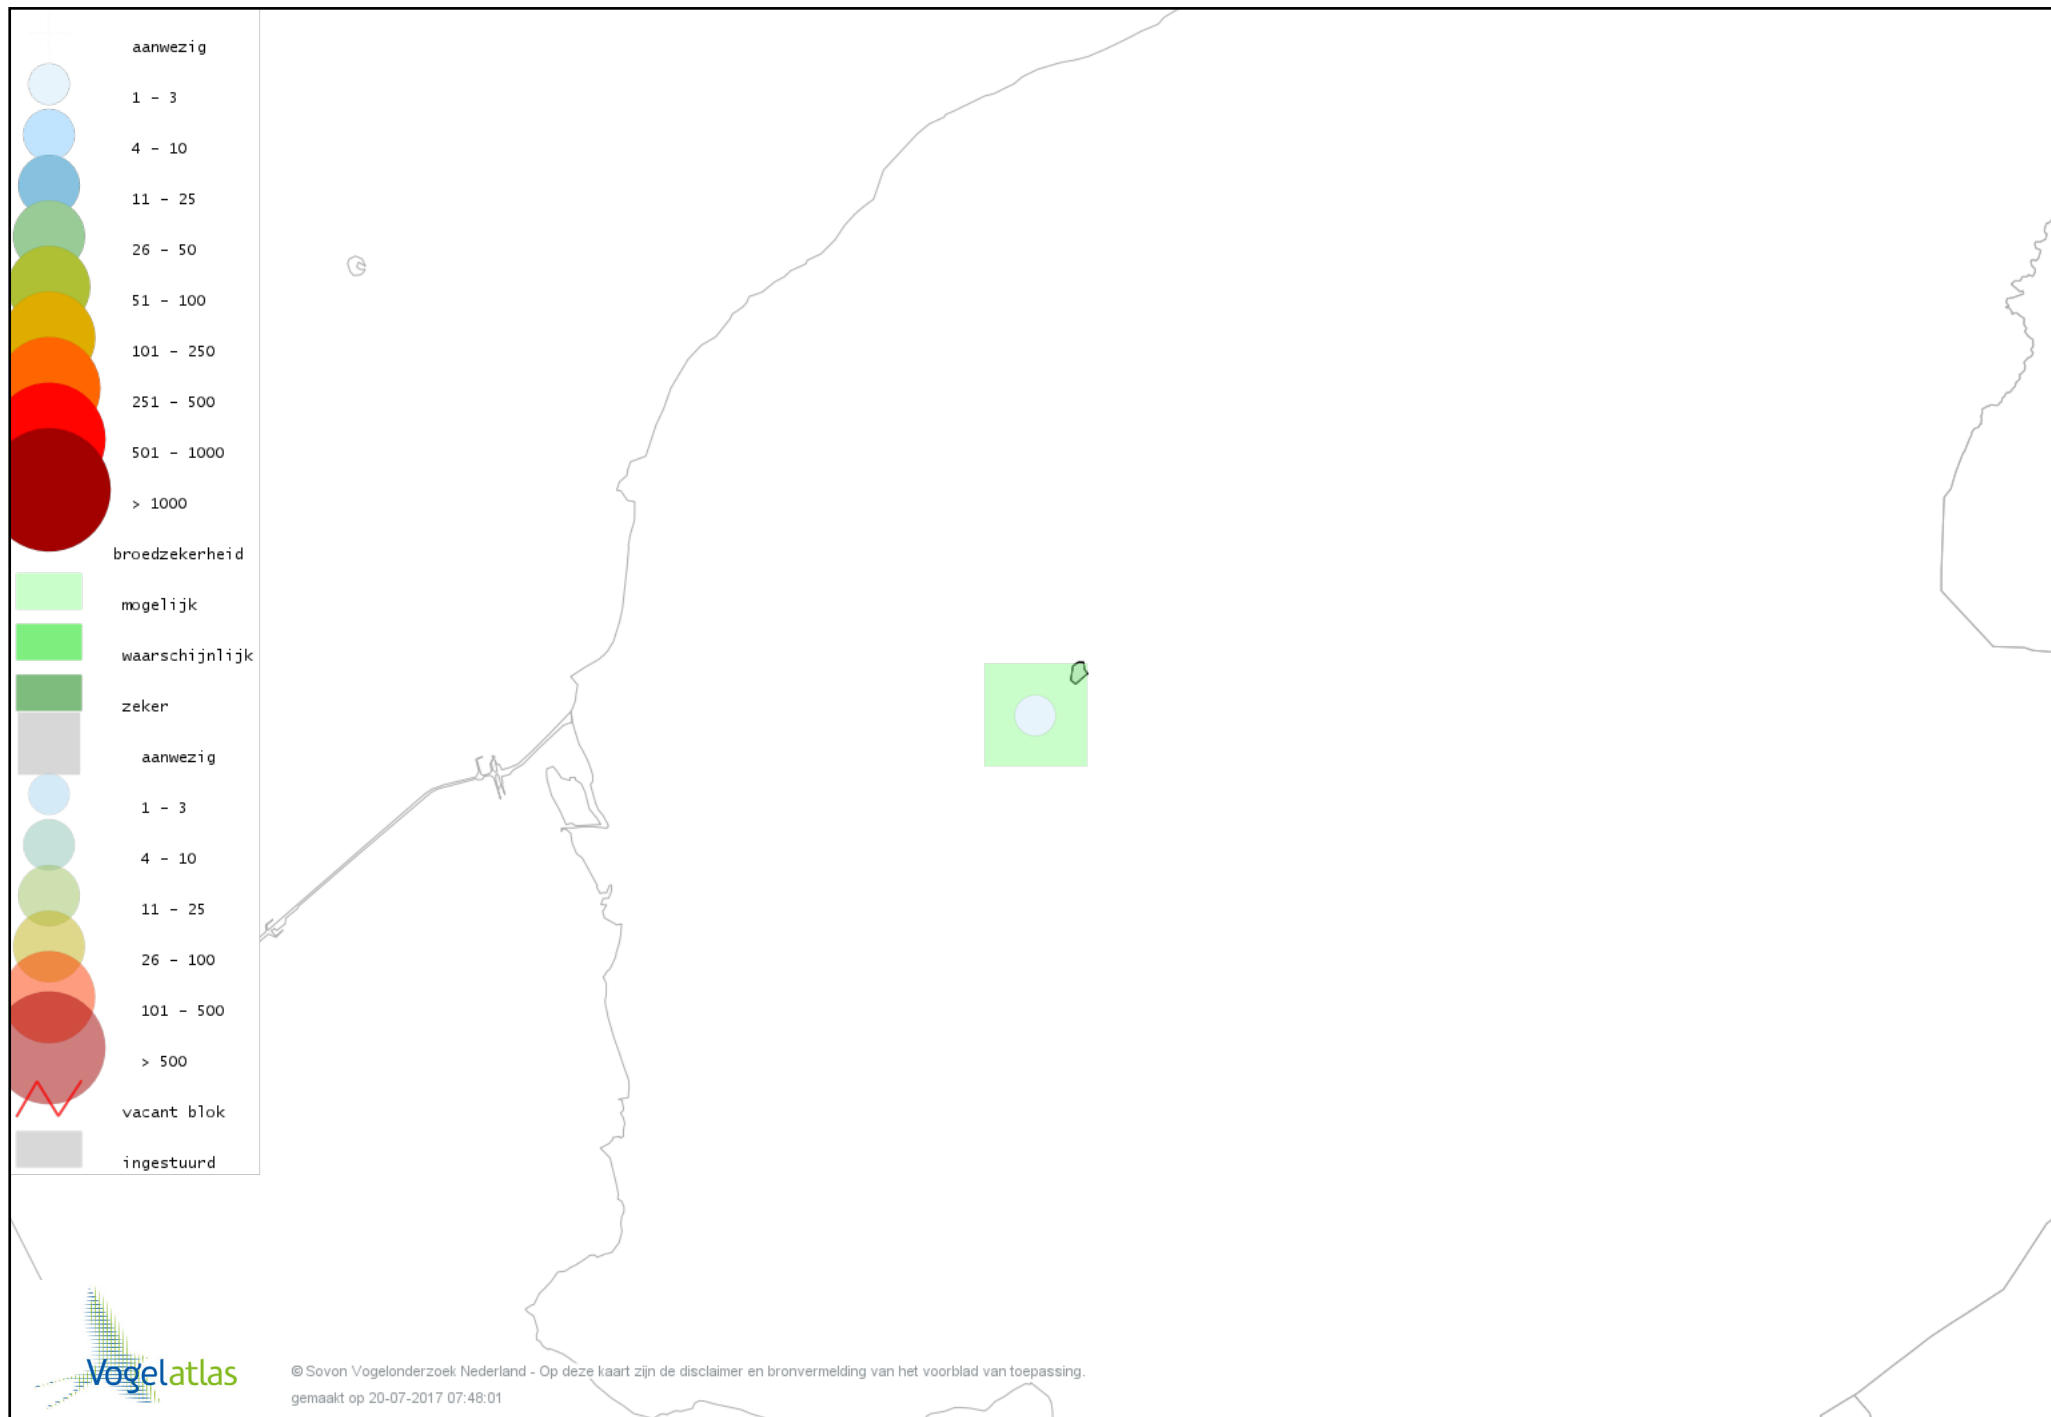 aanwezig
1 - 3
4 - 10
11 - 25
26 - 50
51 - 100
101 - 250
251 - 500
501 - 1000
> 1000
broedzekerheid
mogelijk
waarschijnlijk
zeker
aanwezig
1 - 3
4 - 10
11 - 25
26 - 100
101 - 500
> 500
vacant blok
ingestuurd
Vogelatlas
© Sovon Vogelonderzoek Nederland - Op deze kaart zijn de disclaimer en bronvermelding van het voorblad van toepassing.
gemaakt op 20-07-2017 07:48:01